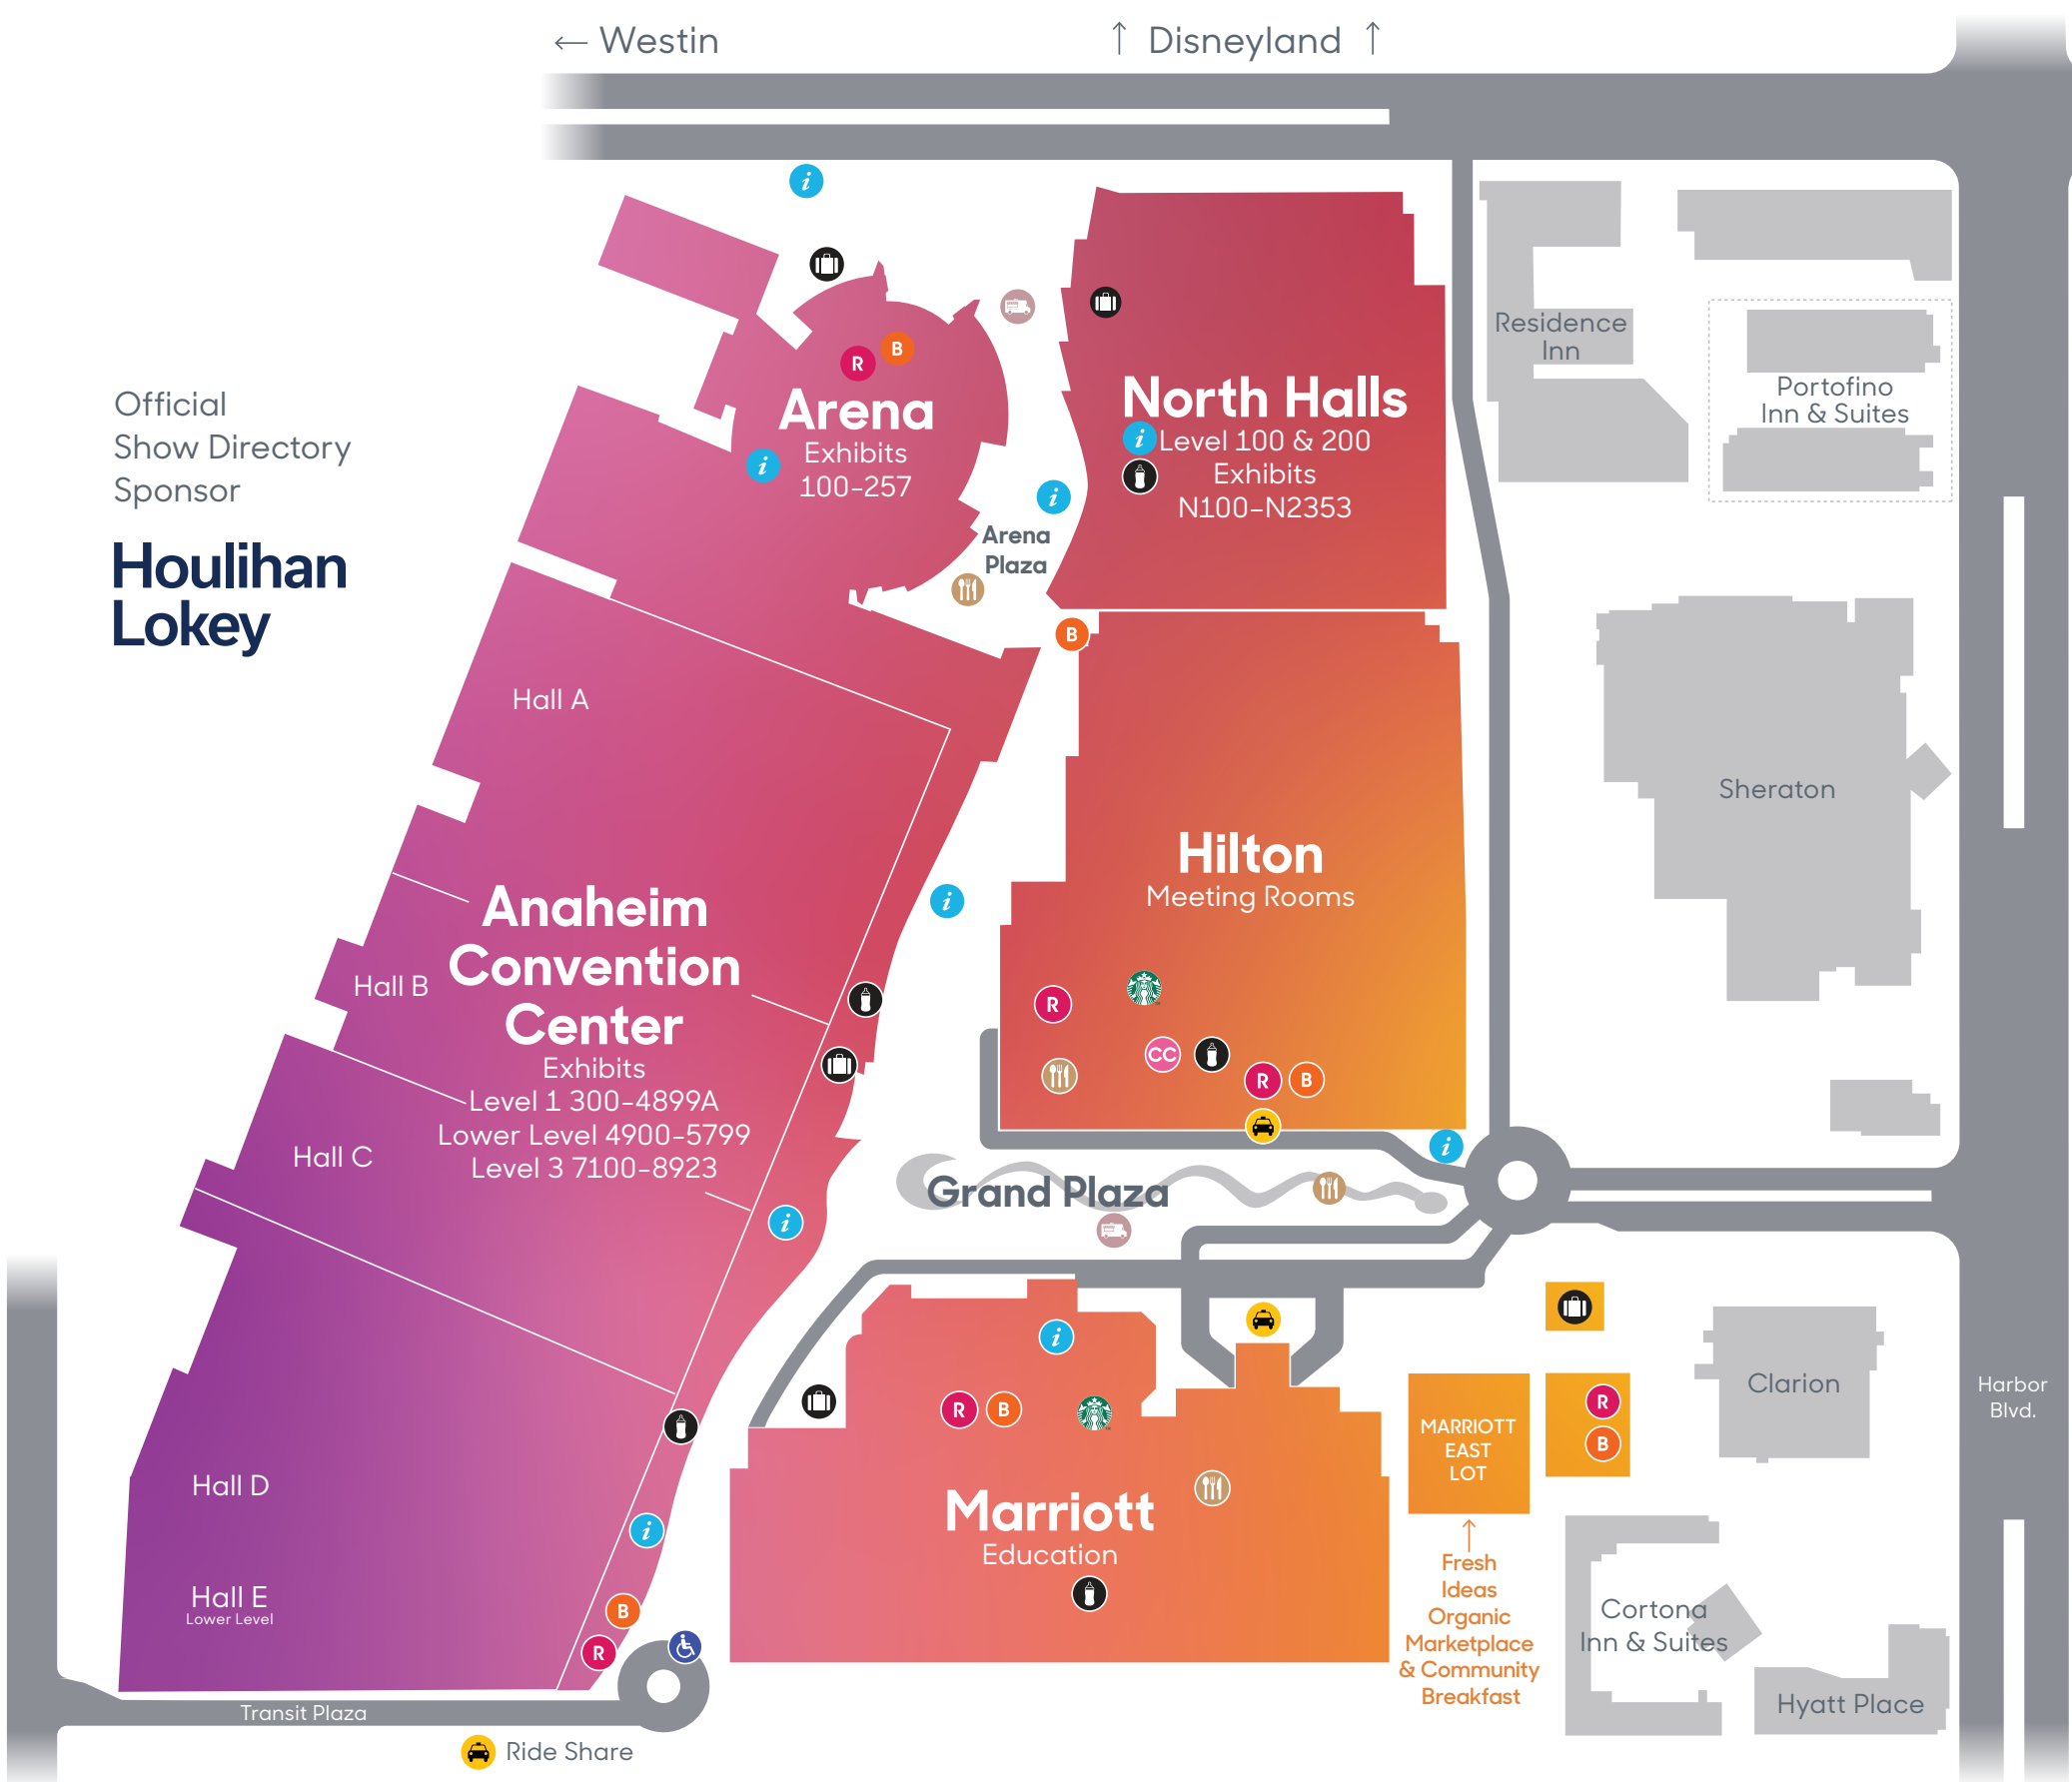 ← Westin
↑ Disneyland ↑
Official
Show Directory
Sponsor
Houlihan
Lokey
R
B
Arena
Exhibits
100-257
i
i
i
Arena
Plaza
North Halls
i Level 100 & 200
Exhibits
N100-N2353
B
Residence
Inn
Portofino
Inn & Suites
Sheraton
Hall A
Hall B
Hall C
Hall D
Hall E
Lower Level
Anaheim
Convention
Center
Exhibits
Level 1 300-4899A
Lower Level 4900-5799
Level 3 7100-8923
i
i
i
B
R
Hilton
Meeting Rooms
R
CC
R
B
i
Grand Plaza
i
R
B
Marriott
Education
MARRIOTT
EAST
LOT
R
B
Fresh
Ideas
Organic
Marketplace
& Community
Breakfast
Clarion
Harbor
Blvd.
Cortona
Inn & Suites
Hyatt Place
Transit Plaza
Ride Share